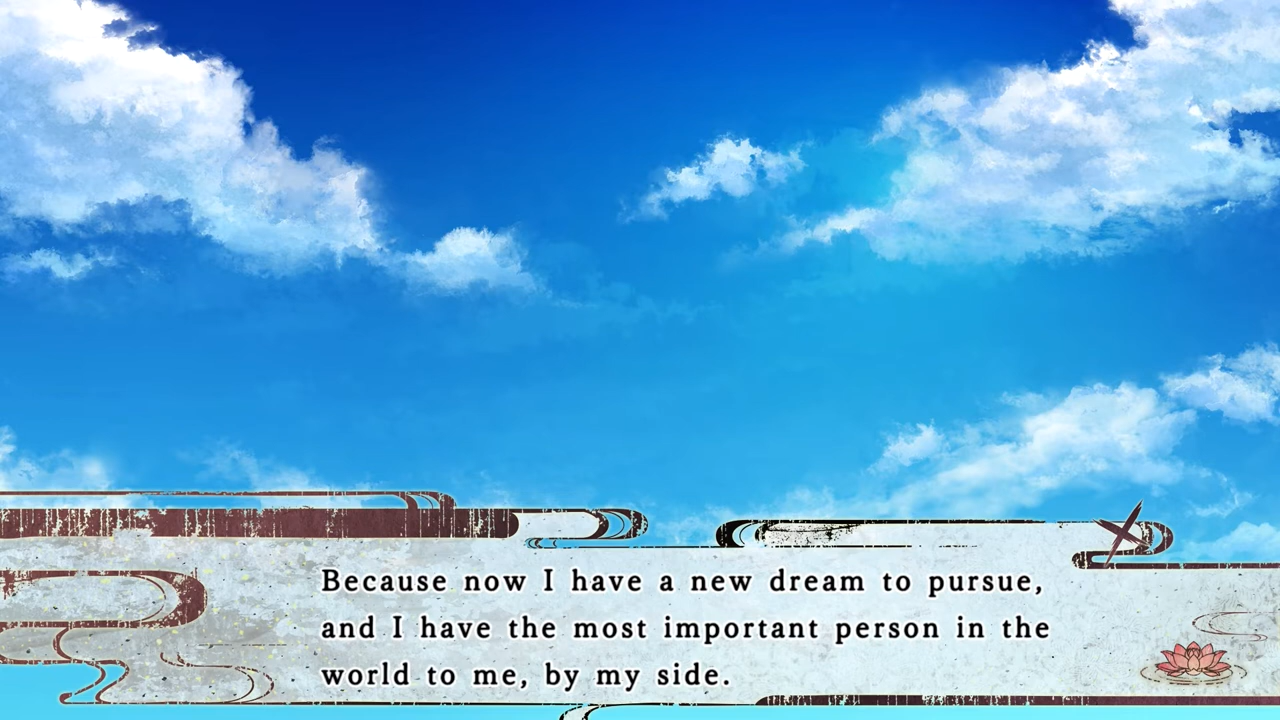 Because now I have a new dream to pursue,
and I have the most important person in the
world to me, by my side.